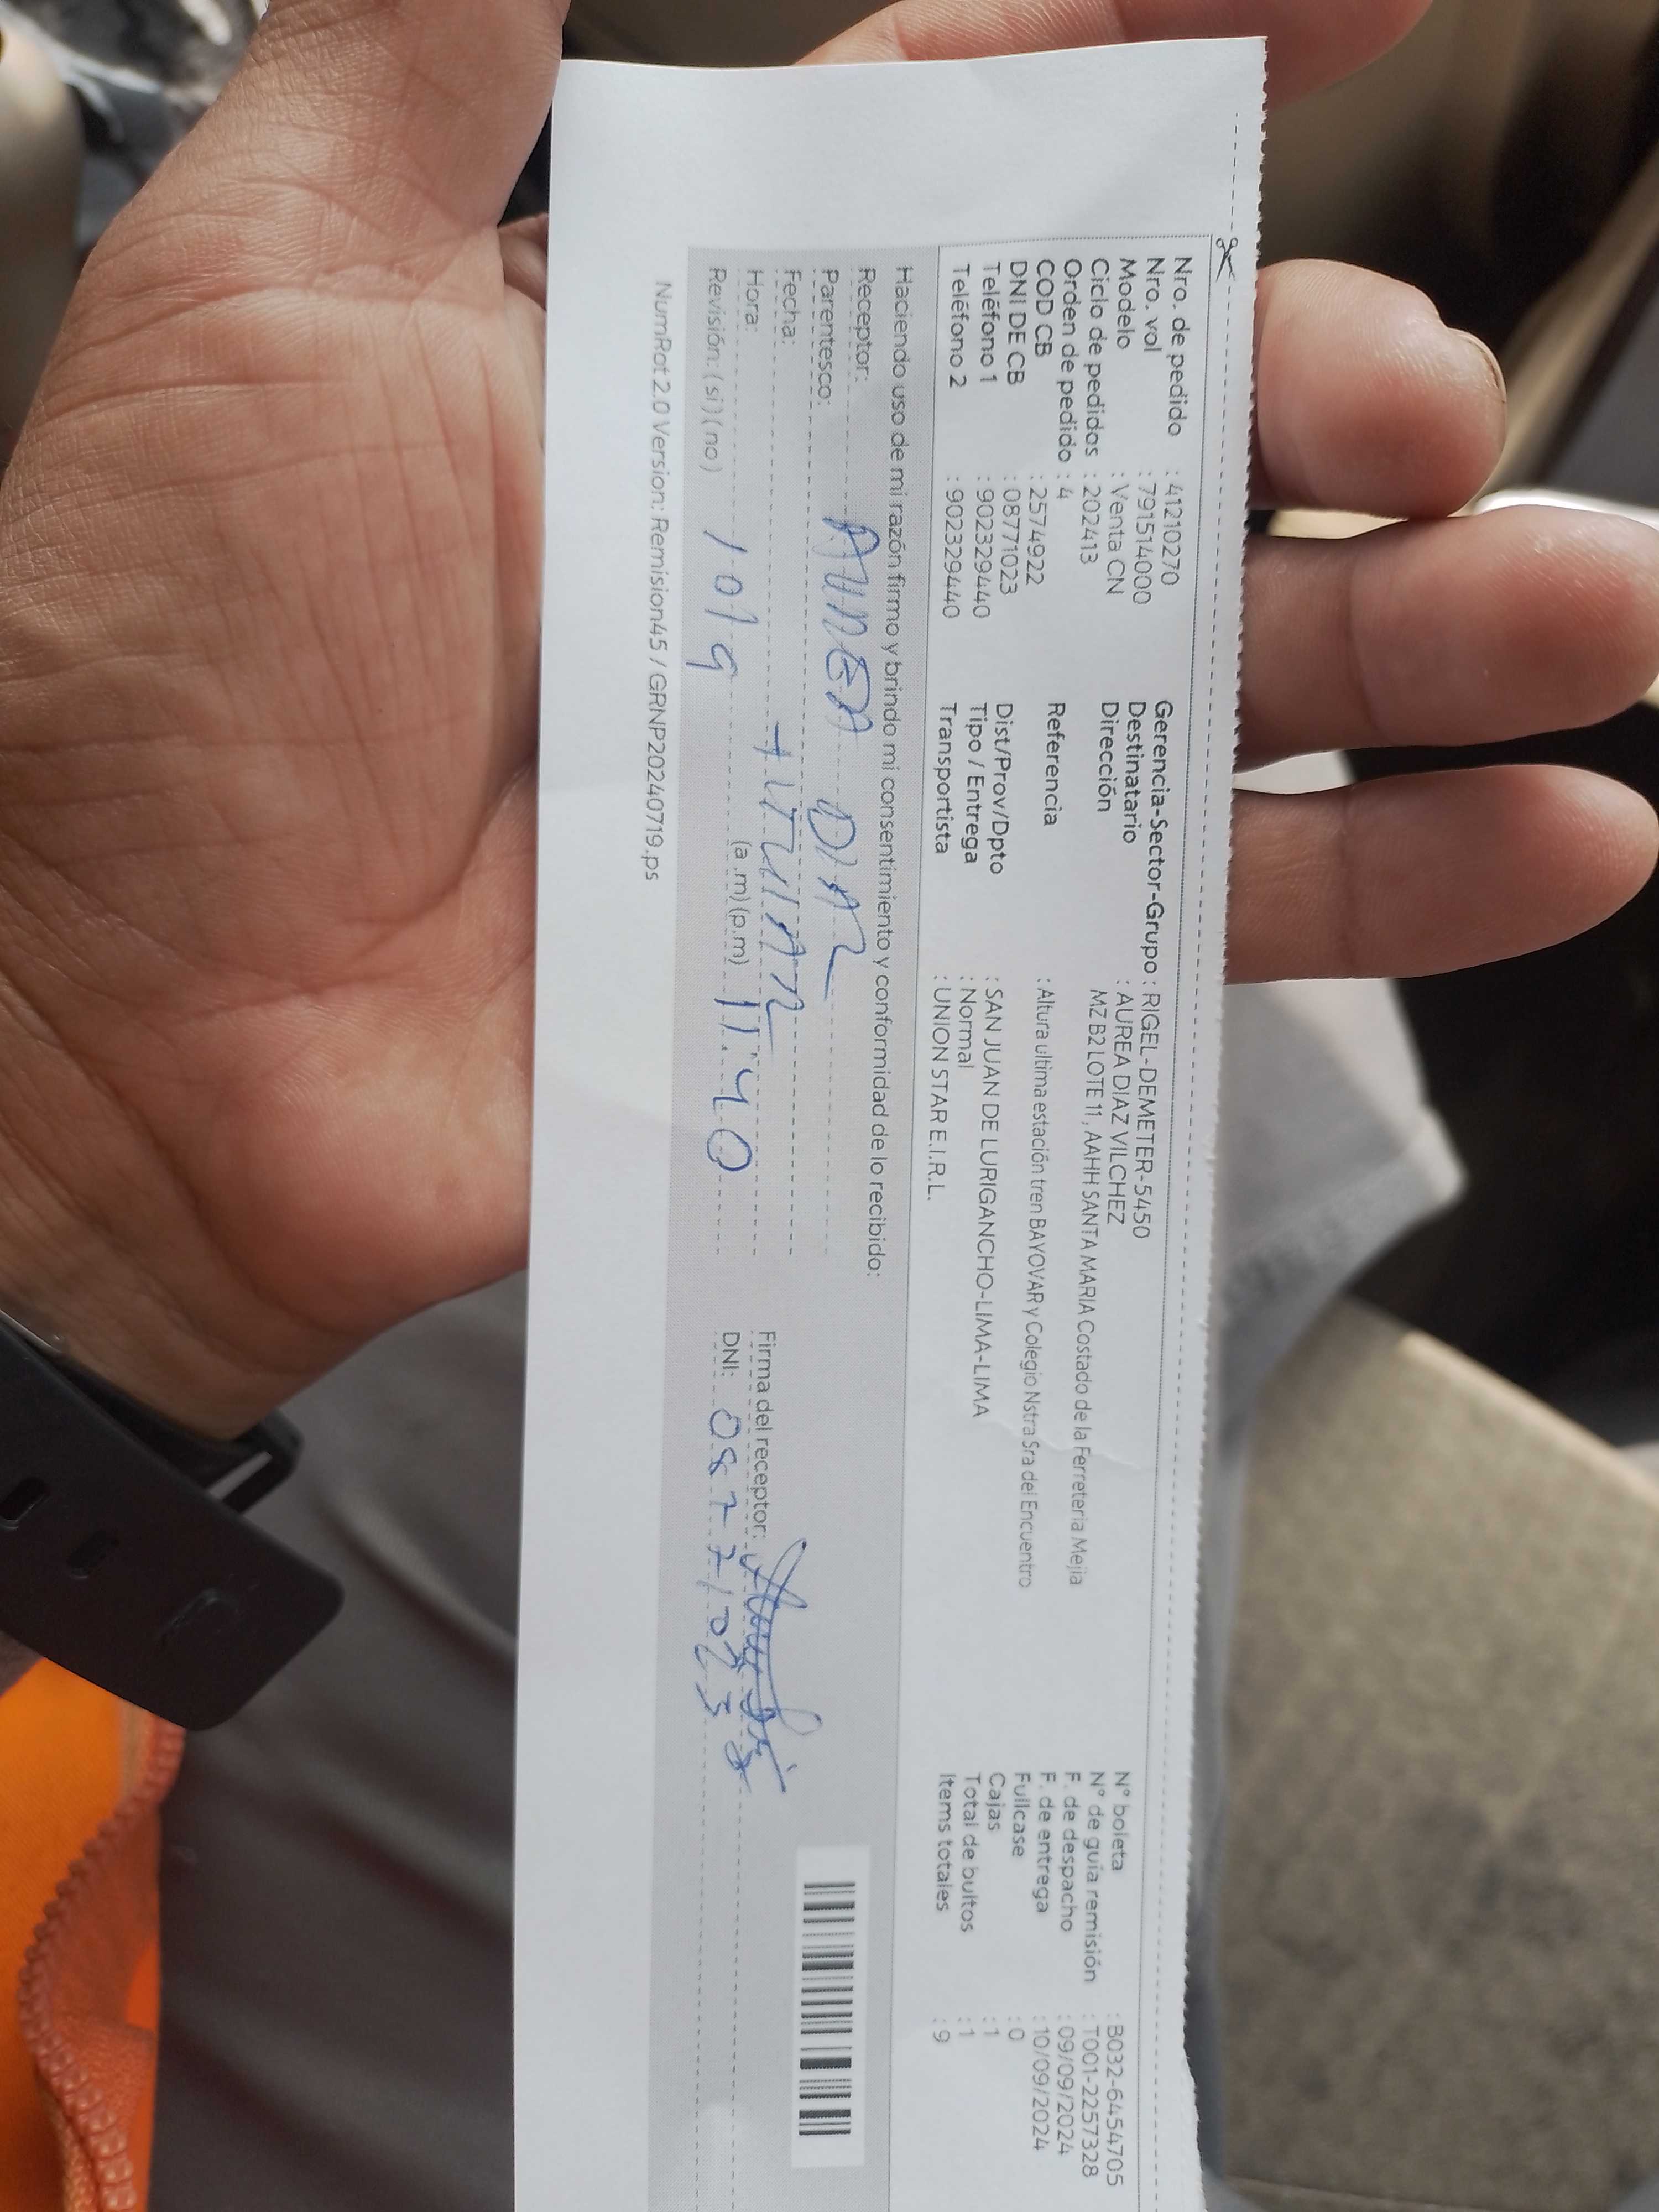 Nro. de pedido : 41210270
Nro. vol : 791514000
Modelo : Venta CN
Ciclo de pedidos : 202413
Orden de pedido : 4
COD CB : 2574922
DNI DE CB : 08771023
Teléfono 1 : 902329440
Teléfono 2 : 902329440
Gerencia-Sector-Grupo : RIGEL-DEMETER-5450
Destinatario : AUREA DIAZ VILCHEZ
Dirección MZ B2 LOTE 11, AAHH SANTA MARIA Costado de la Ferreteria Mejia
Referencia : Altura ultima estación tren BAYOVAR y Colegio Nstra Sra del Encuentro
Dist/Prov/Dpto : SAN JUAN DE LURIGANCHO-LIMA-LIMA
Tipo / Entrega : Normal
Transportista : UNION STAR E.I.R.L.
N° boleta : B032-6454705
N° de guia remisión : T001-2257328
F. de despacho : 09/09/2024
F. de entrega : 10/09/2024
Fullcase : 0
Cajas : 1
Total de bultos : 1
Items totales : 9
Haciendo uso de mi razón firmo y brindo mi consentimiento y conformidad de lo recibido:
Receptor: AUREA DIAZ
Parentesco: TITULAR
Fecha: 10/9
Hora: (a.m)(p.m) 11:40
Revisión: (si)(no)
Firma del receptor:
DNI: 08771023
NumRot 2.0 Version: Remision45 / GRNP20240719.ps